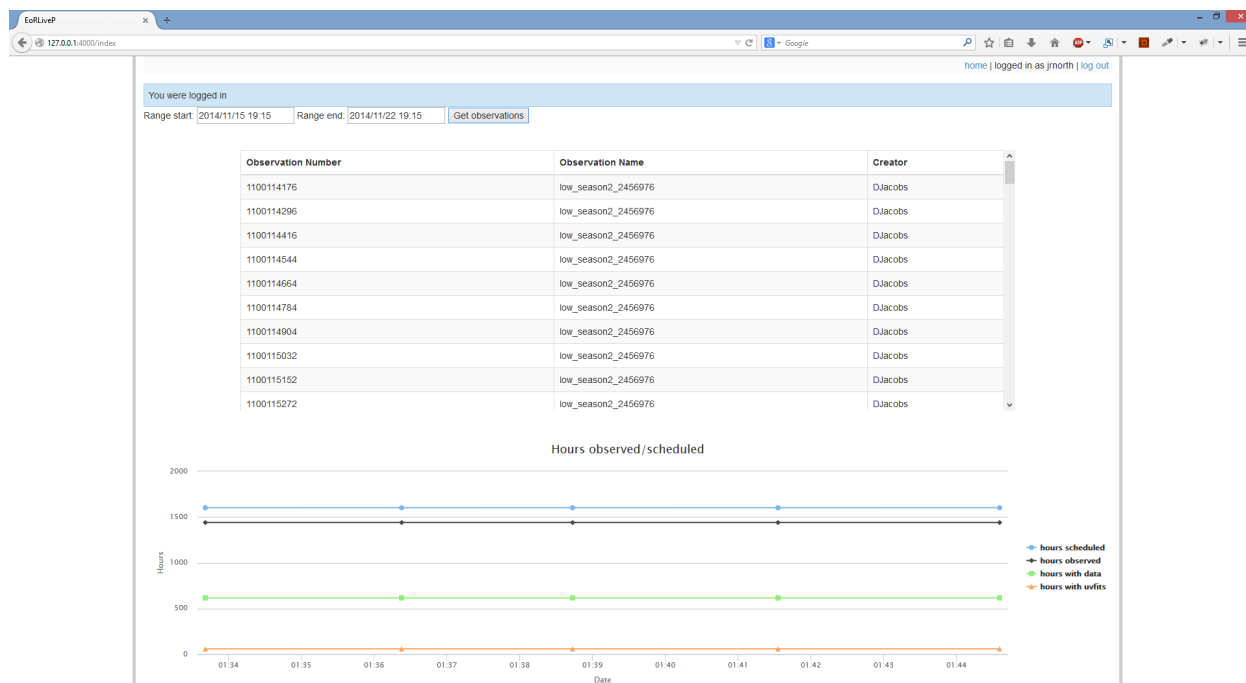 EoRLiveP
127.0.0.1:4000/index
Google
home | logged in as jrnorth | log out
You were logged in
Range start: 2014/11/15 19:15 Range end: 2014/11/22 19:15 Get observations
Observation Number Observation Name Creator
1100114176 low_season2_2456976 DJacobs
1100114296 low_season2_2456976 DJacobs
1100114416 low_season2_2456976 DJacobs
1100114544 low_season2_2456976 DJacobs
1100114664 low_season2_2456976 DJacobs
1100114784 low_season2_2456976 DJacobs
1100114904 low_season2_2456976 DJacobs
1100115032 low_season2_2456976 DJacobs
1100115152 low_season2_2456976 DJacobs
1100115272 low_season2_2456976 DJacobs
Hours observed/scheduled
2000
1500
1000
500
0
Hours
hours scheduled
hours observed
hours with data
hours with uvfits
01:34 01:35 01:36 01:37 01:38 01:39 01:40 01:41 01:42 01:43 01:44
Date